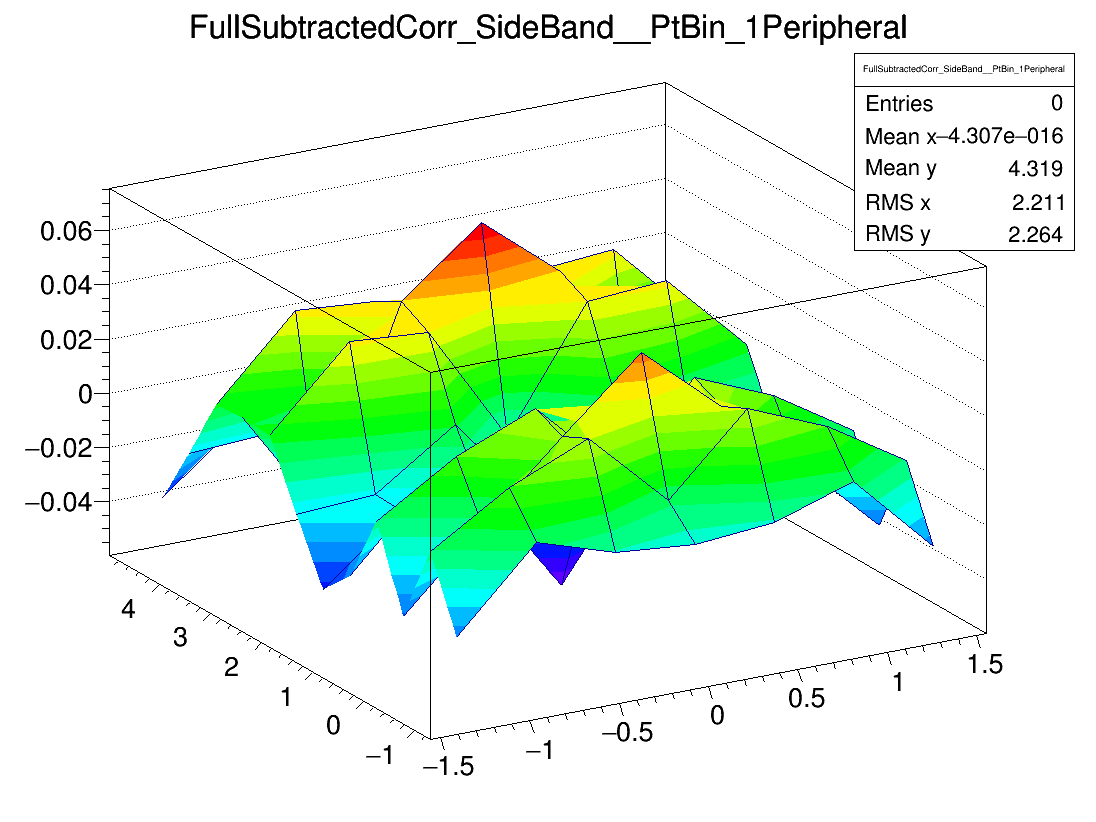 FullSubtractedCorr_SideBand__PtBin_1Peripheral
FullSubtractedCorr_SideBand__PtBin_1Peripheral
Entries 0
Mean x −4.307e−016
Mean y 4.319
RMS x 2.211
RMS y 2.264
0.06
0.04
0.02
0
−0.02
−0.04
4
3
2
1
0
−1
−1.5
−1
−0.5
0
0.5
1
1.5